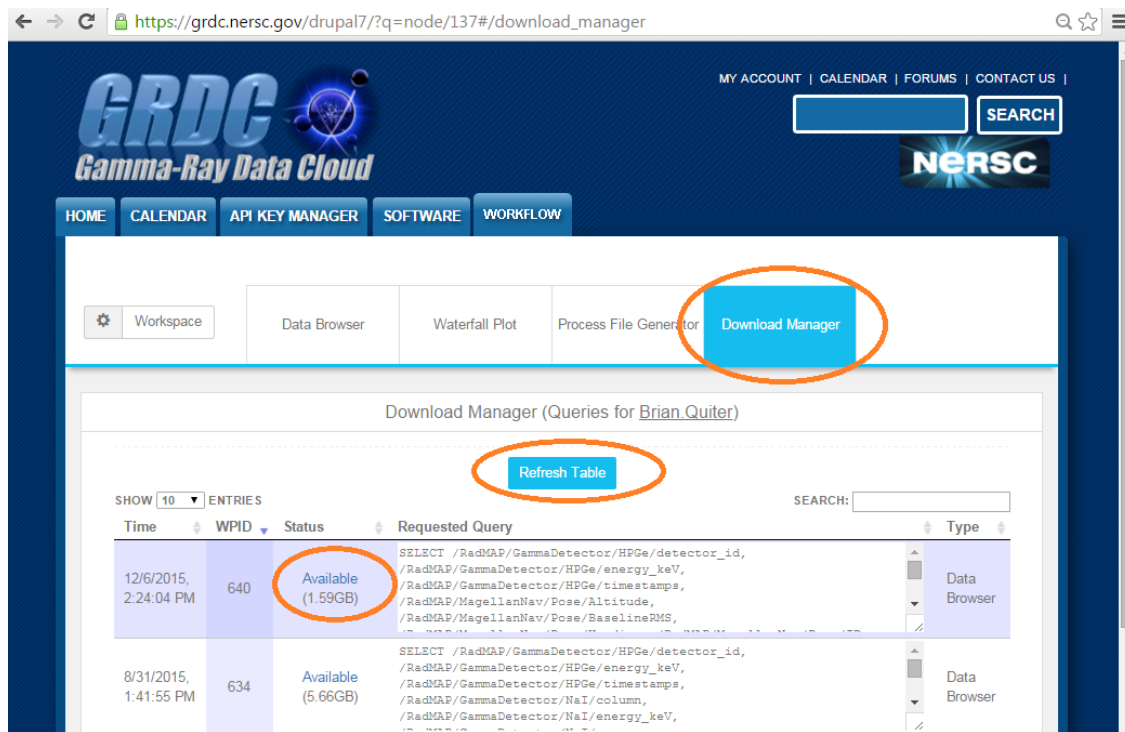 https://grdc.nersc.gov/drupal7/?q=node/137#/download_manager
MY ACCOUNT | CALENDAR | FORUMS | CONTACT US |
SEARCH
GRDC
Gamma-Ray Data Cloud
NERSC
HOME CALENDAR API KEY MANAGER SOFTWARE WORKFLOW
Workspace Data Browser Waterfall Plot Process File Generator Download Manager
Download Manager (Queries for Brian.Quiter)
Refresh Table
SHOW 10 ENTRIES SEARCH:
Time WPID Status Requested Query Type
12/6/2015, 2:24:04 PM
640
Available (1.59GB)
SELECT /RadMAP/GammaDetector/HPGe/detector_id,
/RadMAP/GammaDetector/HPGe/energy_keV,
/RadMAP/GammaDetector/HPGe/timestamps,
/RadMAP/MagellanNav/Pose/Altitude,
/RadMAP/MagellanNav/Pose/BaselineRMS,
Data Browser
8/31/2015, 1:41:55 PM
634
Available (5.66GB)
SELECT /RadMAP/GammaDetector/HPGe/detector_id,
/RadMAP/GammaDetector/HPGe/energy_keV,
/RadMAP/GammaDetector/HPGe/timestamps,
/RadMAP/GammaDetector/NaI/column,
/RadMAP/GammaDetector/NaI/energy_keV,
Data Browser